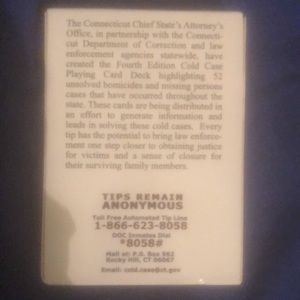 The Connecticut Chief State's Attorney's
Office, in partnership with the Connecti-
cut Department of Correction and law
enforcement agencies statewide, have
created the Fourth Edition Cold Case
Playing Card Deck highlighting 52
unsolved homicides and missing persons
cases that have occurred throughout the
state. These cards are being distributed in
an effort to generate information and
leads in solving these cold cases. Every
tip has the potential to bring law enforce-
ment one step closer to obtaining justice
for victims and a sense of closure for
their surviving family members.
TIPS REMAIN
ANONYMOUS
Toll Free Automated Tip Line
1-866-623-8058
DOC Inmates Dial
*8058#
Mail at: P.O. Box 962
Rocky Hill, CT 06067
Email: cold.case@ct.gov